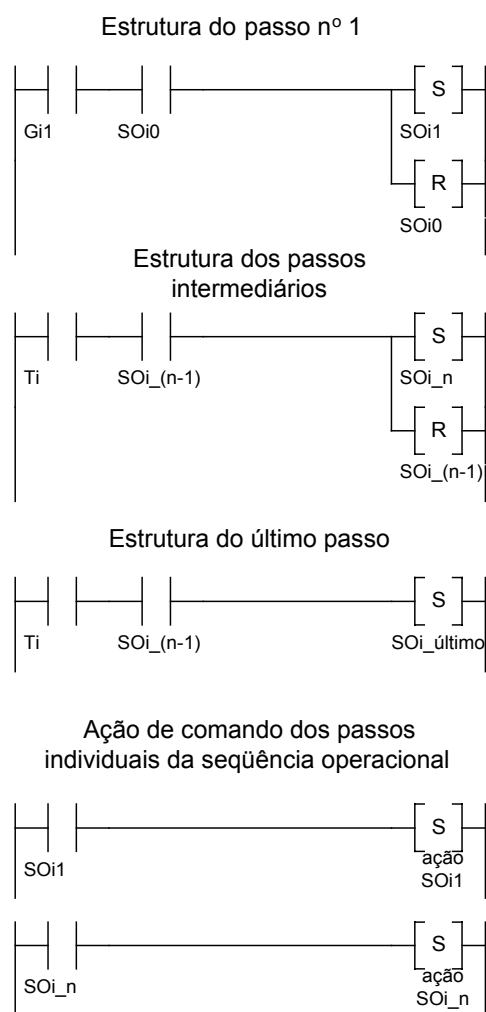 Estrutura do passo nº 1
S
Gi1 SOi0 SOi1
R
SOi0
Estrutura dos passos
intermediários
S
Ti SOi_(n-1) SOi_n
R
SOi_(n-1)
Estrutura do último passo
S
Ti SOi_(n-1) SOi_último
Ação de comando dos passos
individuais da seqüência operacional
S
SOi1 ação
SOi1
S
SOi_n ação
SOi_n